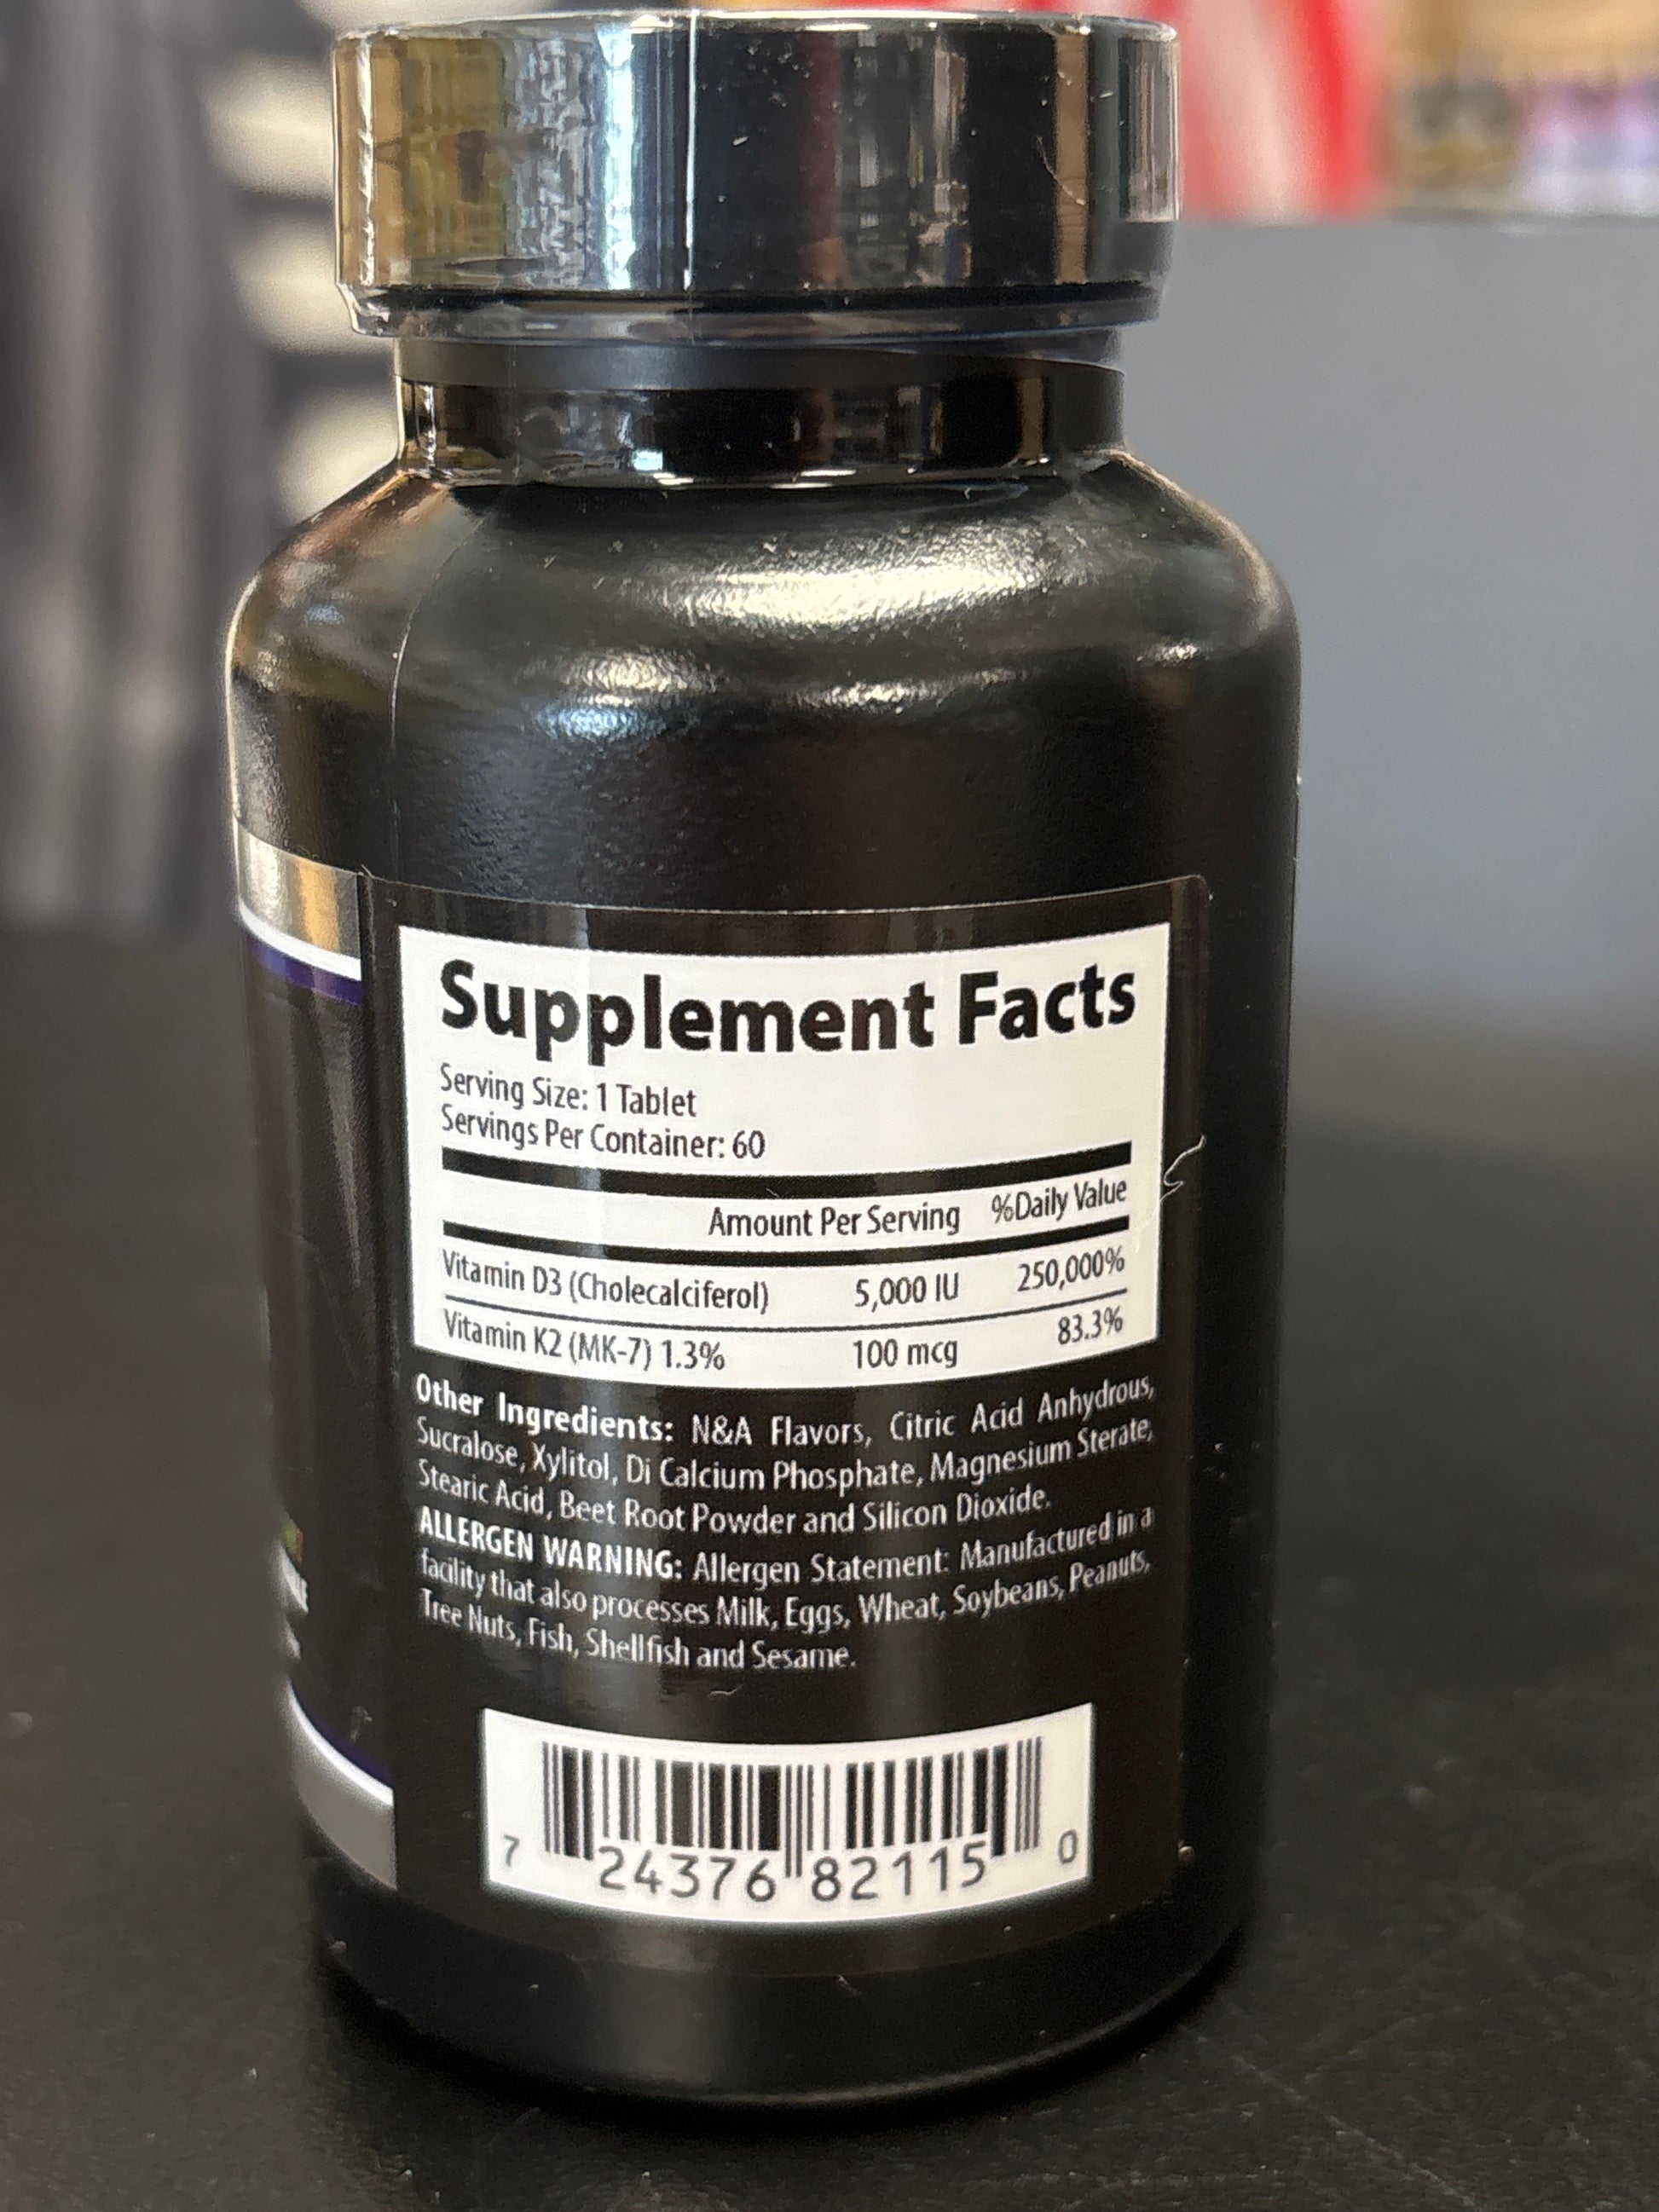 Supplement Facts
Serving Size: 1 Tablet
Servings Per Container: 60
Amount Per Serving %Daily Value
Vitamin D3 (Cholecalciferol) 5,000 IU 250,000%
Vitamin K2 (MK-7) 1.3% 100 mcg 83.3%
Other Ingredients: N&A Flavors, Citric Acid Anhydrous,
Sucralose, Xylitol, Di Calcium Phosphate, Magnesium Sterate,
Stearic Acid, Beet Root Powder and Silicon Dioxide.
ALLERGEN WARNING: Allergen Statement: Manufactured in a
facility that also processes Milk, Eggs, Wheat, Soybeans, Peanuts,
Tree Nuts, Fish, Shellfish and Sesame.
7 24376 82115 0